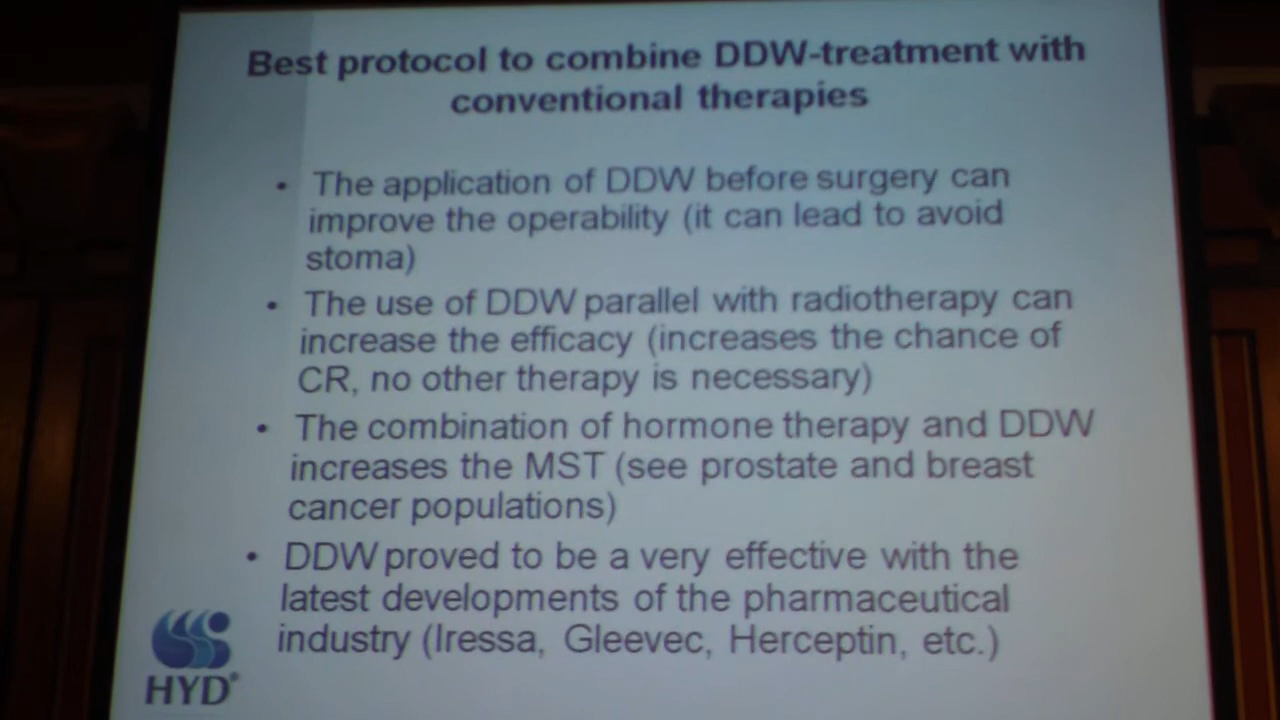 Best protocol to combine DDW-treatment with
conventional therapies
• The application of DDW before surgery can
improve the operability (it can lead to avoid
stoma)
• The use of DDW parallel with radiotherapy can
increase the efficacy (increases the chance of
CR, no other therapy is necessary)
• The combination of hormone therapy and DDW
increases the MST (see prostate and breast
cancer populations)
• DDW proved to be a very effective with the
latest developments of the pharmaceutical
industry (Iressa, Gleevec, Herceptin, etc.)
HYD®